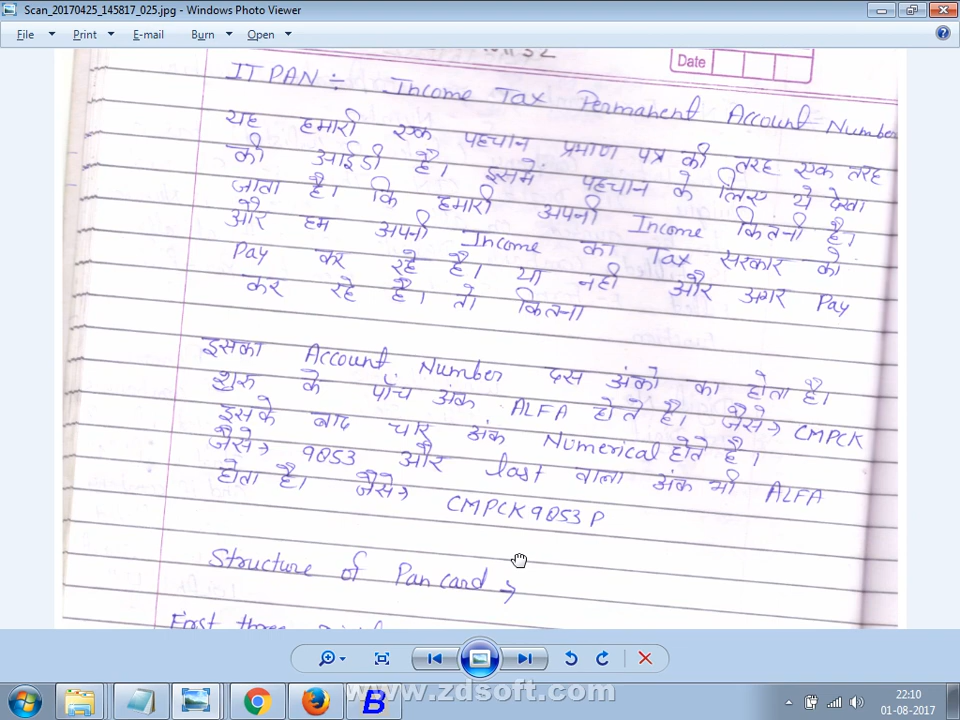 Scan_20170425_145817_025.jpg - Windows Photo Viewer
File Print E-mail Burn Open
Date
IT PAN :- Income Tax Permanent Account Number
यह हमारी एक पहचान प्रमाण पत्र की तरह एक तरह
की आईडी है। इसमे पहचान के लिए ये देखा
जाता है। कि हमारी अपनी Income कितनी है।
और हम अपनी Income का Tax सरकार को
Pay कर रहे है। या नही और अगर Pay
कर रहे है। तो कितना
इसका Account Number दस अंको का होता है।
शुरु के पाँच अंक ALFA होते है। जैसे→ CMPCK
इसके बाद चार अंक Numerical होते है।
जैसे→ 9053 और last वाला अंक भी ALFA
होता है। जैसे→ CMPCK9053P
Structure of Pan card →
three
www.zdsoft.com
22:10
01-08-2017